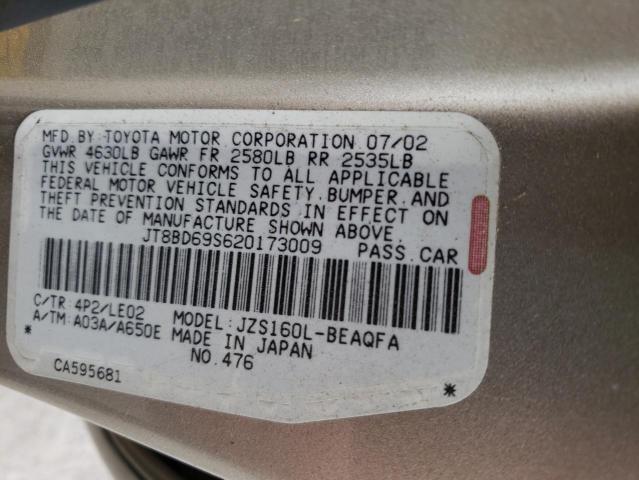 MFD.BY:TOYOTA MOTOR CORPORATION 07/02
GVWR 4630LB GAWR FR 2580LB RR 2535LB
THIS VEHICLE CONFORMS TO ALL APPLICABLE
FEDERAL MOTOR VEHICLE SAFETY,BUMPER,AND
THEFT PREVENTION STANDARDS IN EFFECT ON
THE DATE OF MANUFACTURE SHOWN ABOVE.
JT8BD69S620173009 PASS.CAR
C/TR:4P2/LE02 MODEL:JZS160L-BEAQFA
A/TM:A03A/A650E MADE IN JAPAN
* NO.476
CA595681 *